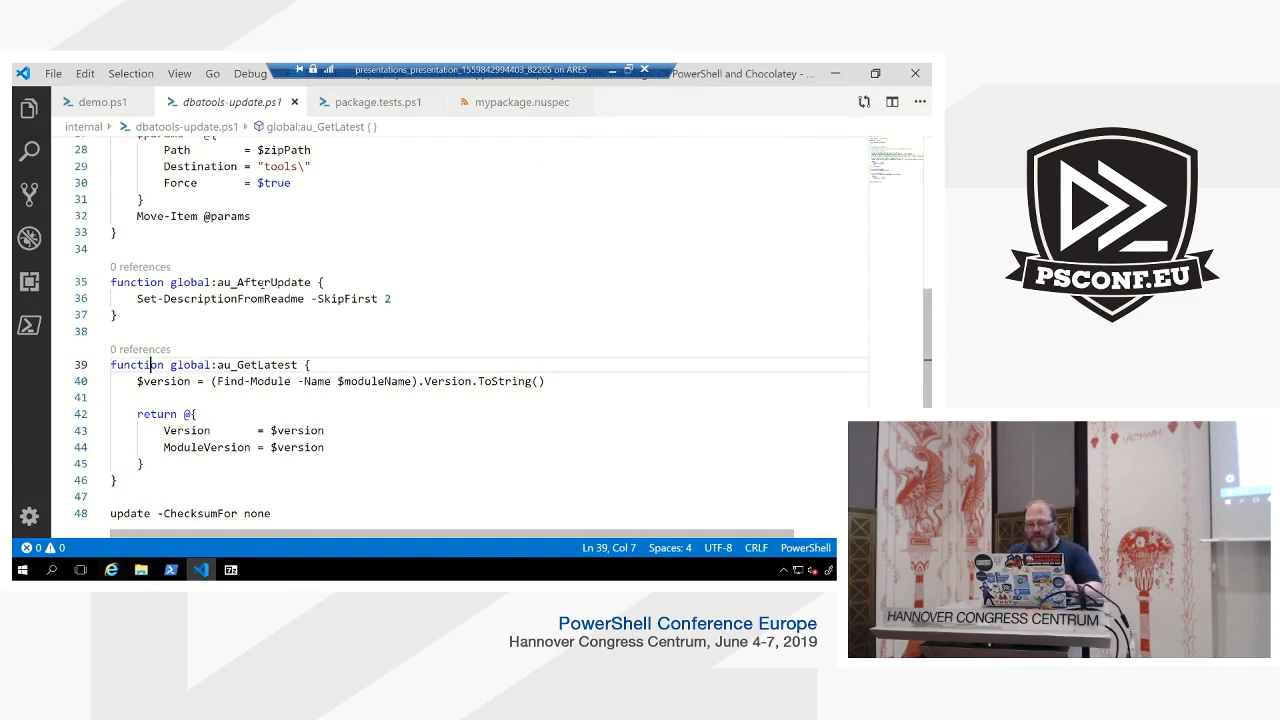 File Edit Selection View Go Debug
presentations_presentation_1559842994403_82265 on ARES
Of PowerShell and Chocolatey - ...
demo.ps1
dbatools-update.ps1
package.tests.ps1
mypackage.nuspec
internal dbatools-update.ps1 global:au_GetLatest { }
28 Path = $zipPath
29 Destination = "tools\"
30 Force = $true
31 }
32 Move-Item @params
33 }
34
0 references
35 function global:au_AfterUpdate {
36 Set-DescriptionFromReadme -SkipFirst 2
37 }
38
0 references
39 function global:au_GetLatest {
40 $version = (Find-Module -Name $moduleName).Version.ToString()
41
42 return @{
43 Version = $version
44 ModuleVersion = $version
45 }
46 }
47
48 update -ChecksumFor none
0 0
Ln 39, Col 7 Spaces: 4 UTF-8 CRLF PowerShell
PSCONF.EU
HANNOVER CONGRESS CENTRUM
PowerShell Conference Europe
Hannover Congress Centrum, June 4-7, 2019